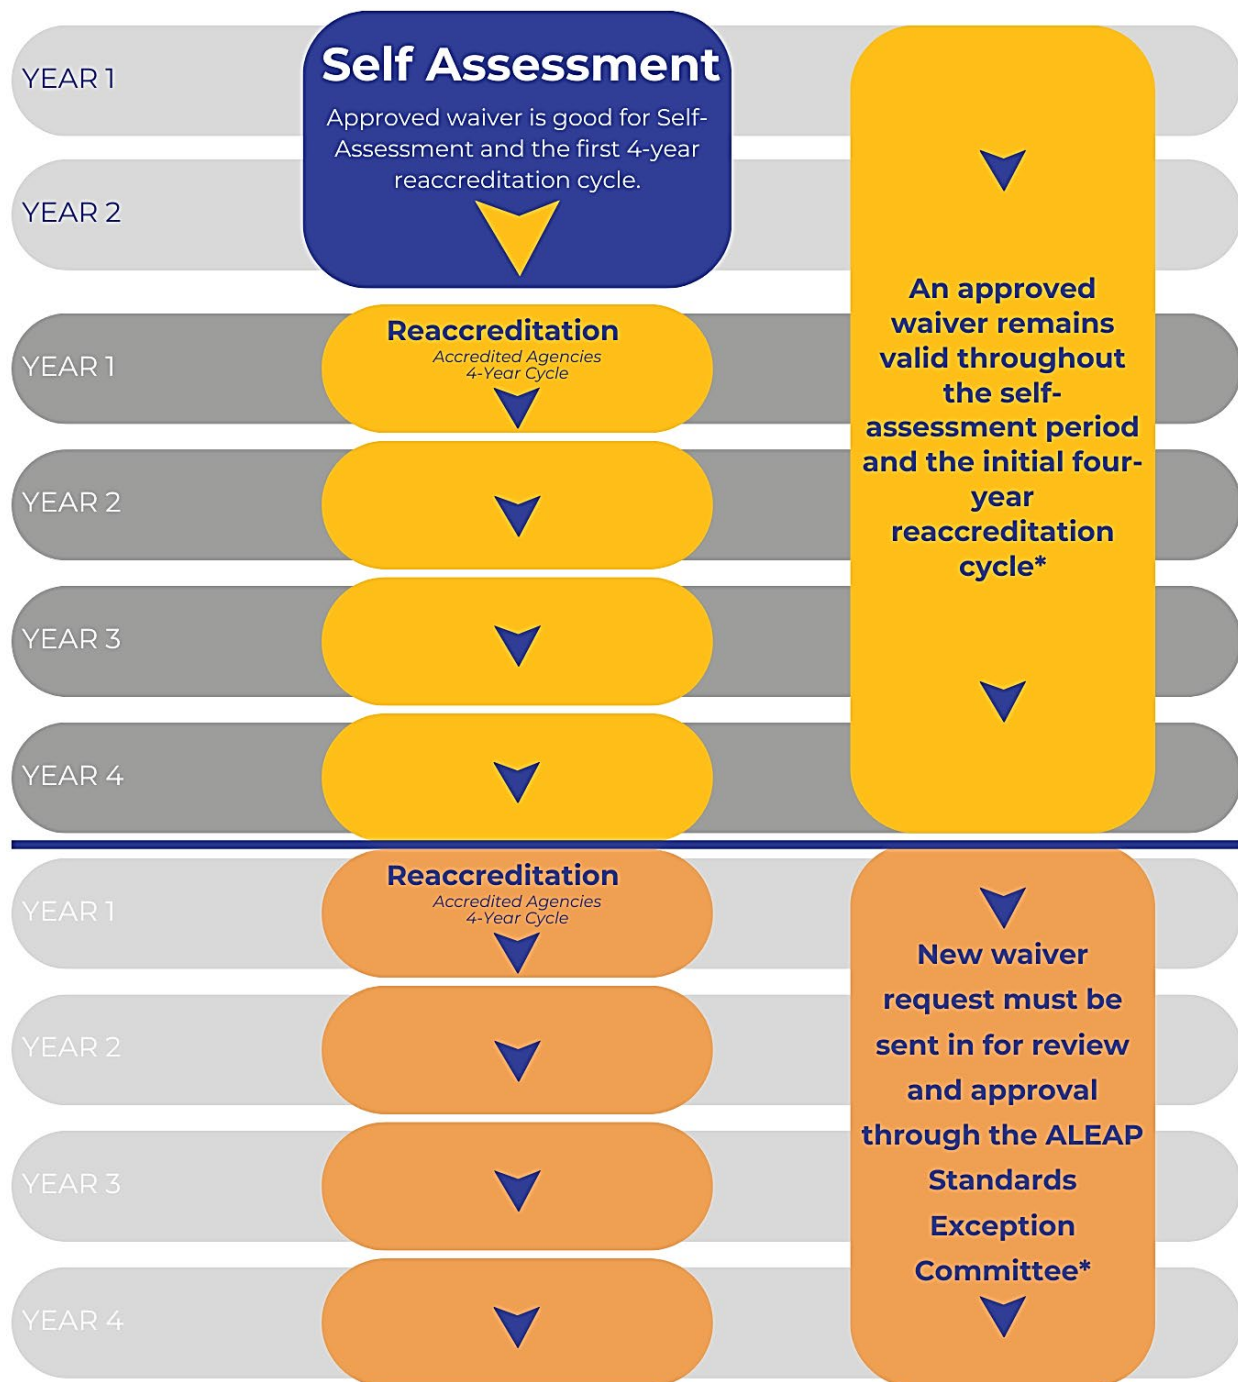 YEAR 1
Self Assessment
Approved waiver is good for Self-
Assessment and the first 4-year
reaccreditation cycle.
YEAR 2
An approved
waiver remains
valid throughout
the self-
assessment period
and the initial four-
year
reaccreditation
cycle*
YEAR 1
Reaccreditation
Accredited Agencies
4-Year Cycle
YEAR 2
YEAR 3
YEAR 4
YEAR 1
Reaccreditation
Accredited Agencies
4-Year Cycle
New waiver
request must be
sent in for review
and approval
through the ALEAP
Standards
Exception
Committee*
YEAR 2
YEAR 3
YEAR 4